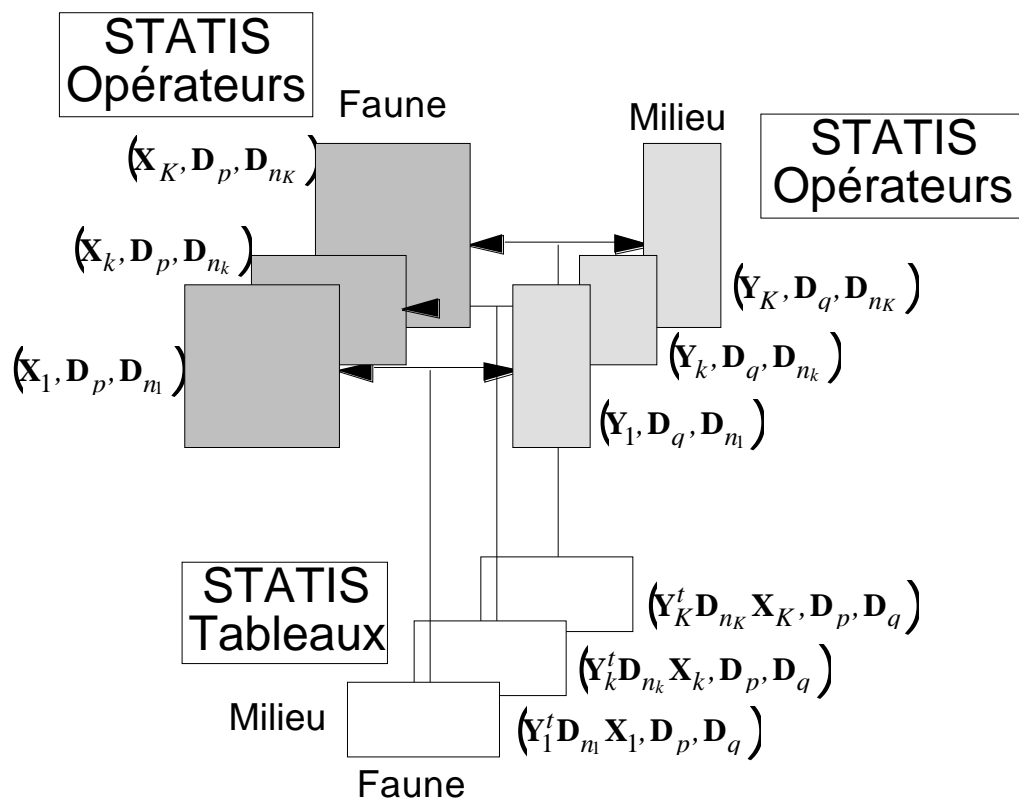 STATIS
Opérateurs
Faune
Milieu
STATIS
Opérateurs
(X_K, D_p, D_{n_K})
(X_k, D_p, D_{n_k})
(Y_K, D_q, D_{n_K})
(X_1, D_p, D_{n_1})
(Y_k, D_q, D_{n_k})
(Y_1, D_q, D_{n_1})
STATIS
Tableaux
(Y_K^t D_{n_K} X_K, D_p, D_q)
(Y_k^t D_{n_k} X_k, D_p, D_q)
Milieu
(Y_1^t D_{n_1} X_1, D_p, D_q)
Faune